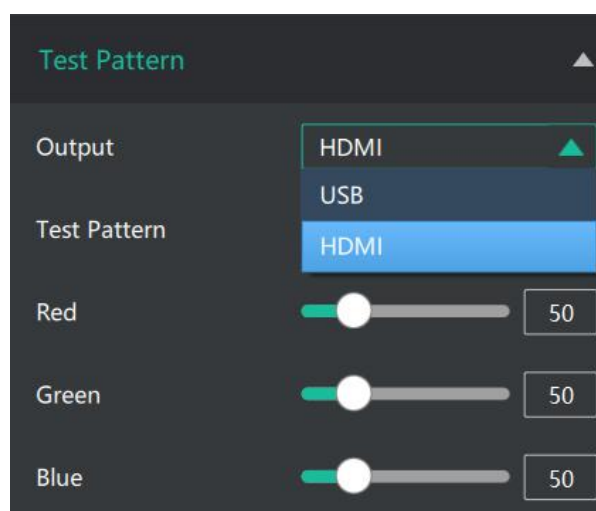 Test Pattern
Output HDMI
USB
Test Pattern
HDMI
Red 50
Green 50
Blue 50